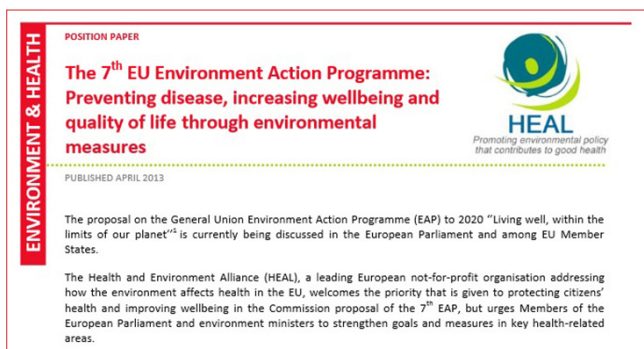 ENVIRONMENT & HEALTH
POSITION PAPER
The 7th EU Environment Action Programme:
Preventing disease, increasing wellbeing and
quality of life through environmental
measures
HEAL
Promoting environmental policy
that contributes to good health
PUBLISHED APRIL 2013
The proposal on the General Union Environment Action Programme (EAP) to 2020 "Living well, within the
limits of our planet"1 is currently being discussed in the European Parliament and among EU Member
States.
The Health and Environment Alliance (HEAL), a leading European not-for-profit organisation addressing
how the environment affects health in the EU, welcomes the priority that is given to protecting citizens'
health and improving wellbeing in the Commission proposal of the 7th EAP, but urges Members of the
European Parliament and environment ministers to strengthen goals and measures in key health-related
areas.